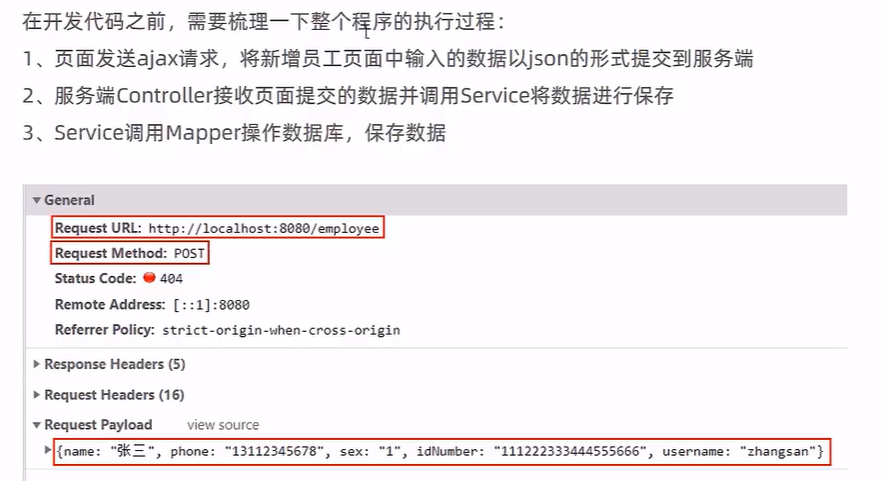 在开发代码之前，需要梳理一下整个程序的执行过程：
1、页面发送ajax请求，将新增员工页面中输入的数据以json的形式提交到服务端
2、服务端Controller接收页面提交的数据并调用Service将数据进行保存
3、Service调用Mapper操作数据库，保存数据
General
Request URL: http://localhost:8080/employee
Request Method: POST
Status Code: 404
Remote Address: [::1]:8080
Referrer Policy: strict-origin-when-cross-origin
Response Headers (5)
Request Headers (16)
Request Payload view source
{name: "张三", phone: "13112345678", sex: "1", idNumber: "111222333444555666", username: "zhangsan"}